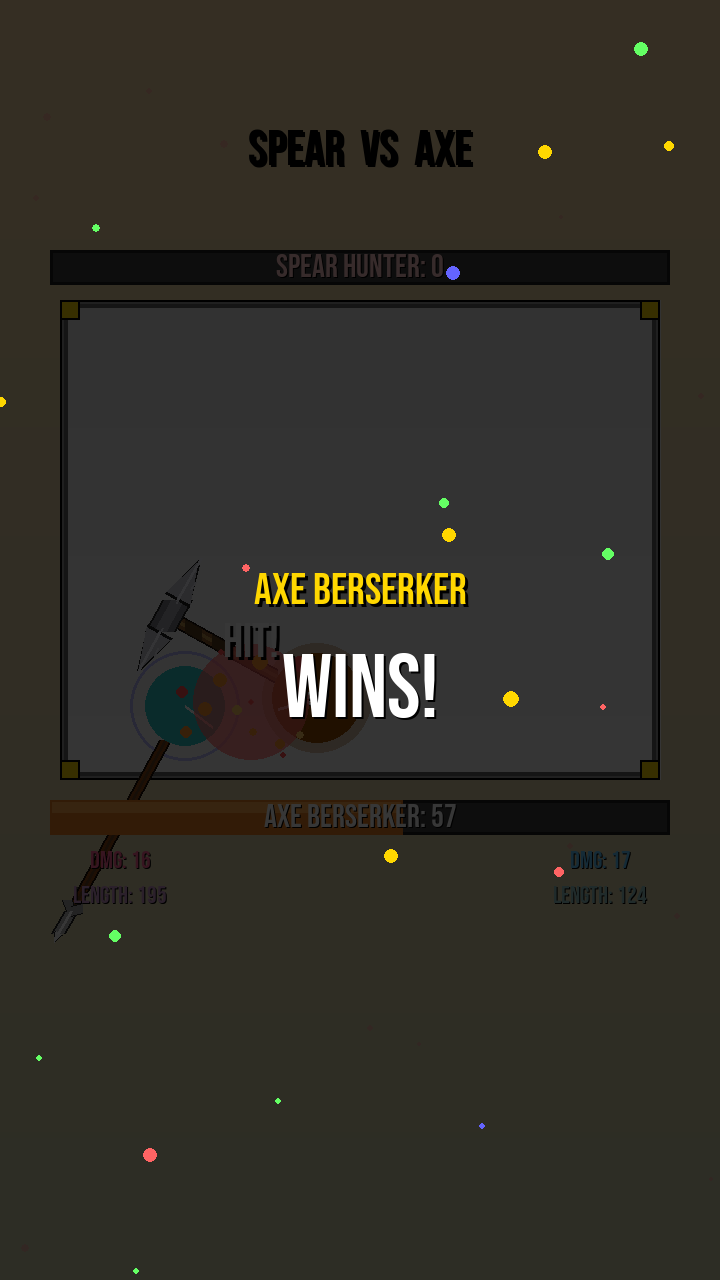 SPEAR VS AXE
SPEAR HUNTER: 0
AXE BERSERKER
HIT!
WINS!
AXE BERSERKER: 57
DMG: 16
DMG: 17
LENGTH: 195
LENGTH: 124